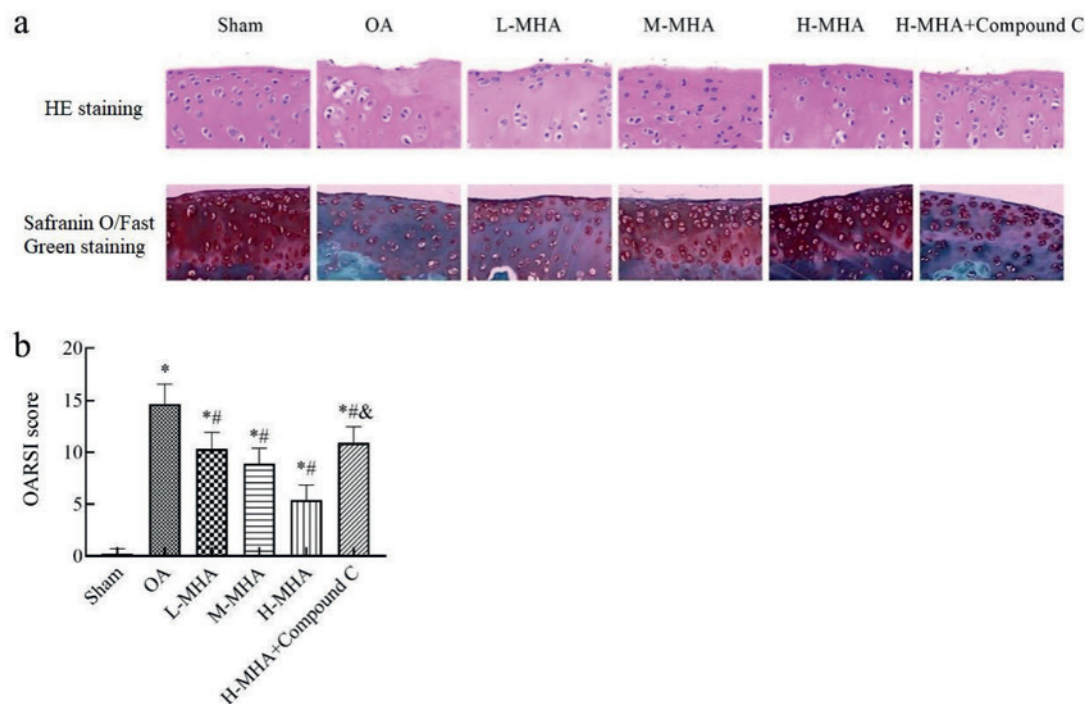 a
Sham OA L-MHA M-MHA H-MHA H-MHA+Compound C
HE staining
Safranin O/Fast
Green staining
b
20
15
10
5
0
OARSI score
*
*#
*#
*#
*#&
Sham
OA
L-MHA
M-MHA
H-MHA
H-MHA+Compound C